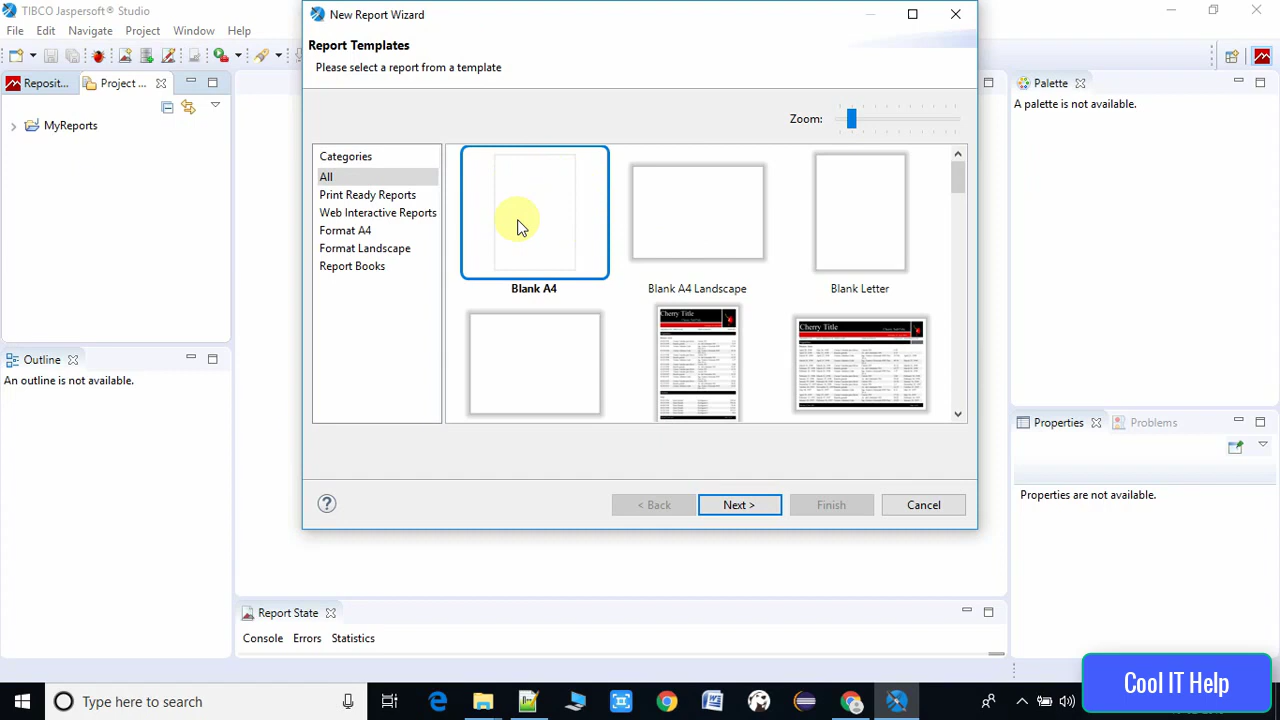 TIBCO Jaspersoft® Studio
File Edit Navigate Project Window Help
Reposit...
Project ...
MyReports
Outline
An outline is not available.
New Report Wizard
Report Templates
Please select a report from a template
Zoom:
Categories
All
Print Ready Reports
Web Interactive Reports
Format A4
Format Landscape
Report Books
Blank A4
Blank A4 Landscape
Blank Letter
Cherry Title
Cherry Title
< Back
Next >
Finish
Cancel
Report State
Console Errors Statistics
Palette
A palette is not available.
Properties
Problems
Properties are not available.
Type here to search
Cool IT Help